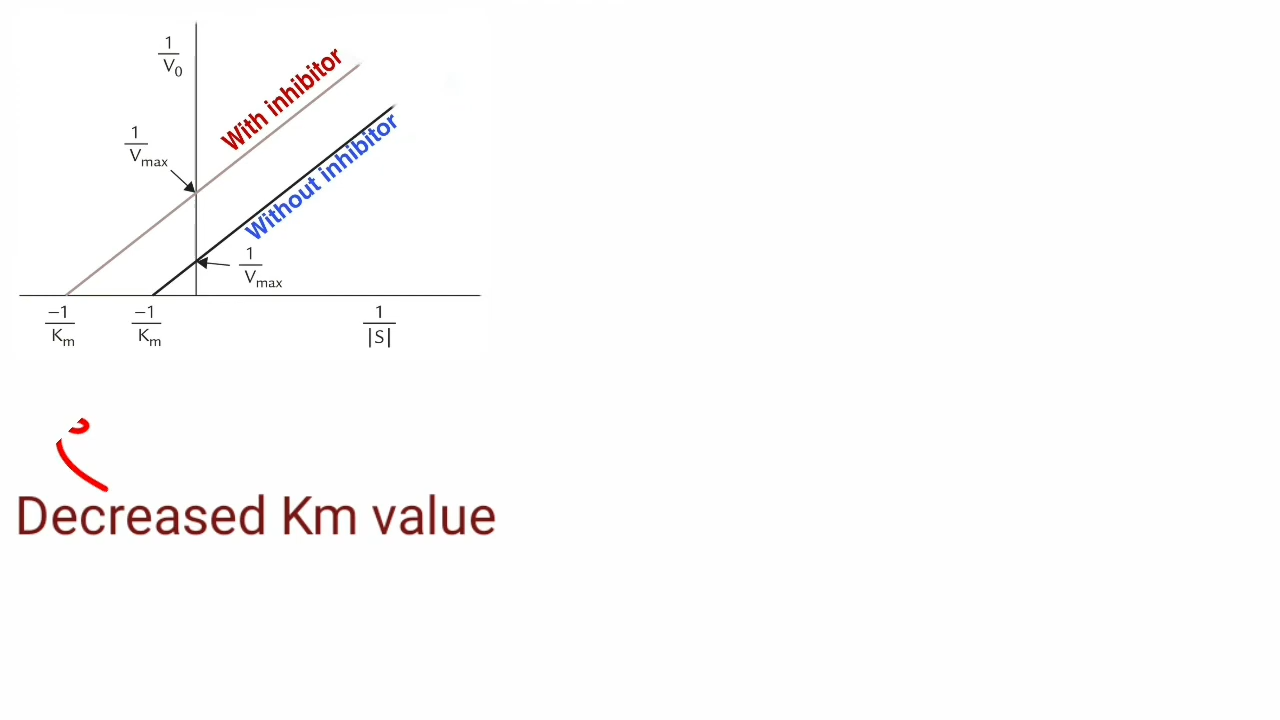 1
V0
With inhibitor
1
Vmax
Without inhibitor
1
Vmax
−1
Km
−1
Km
1
|S|
Decreased Km value